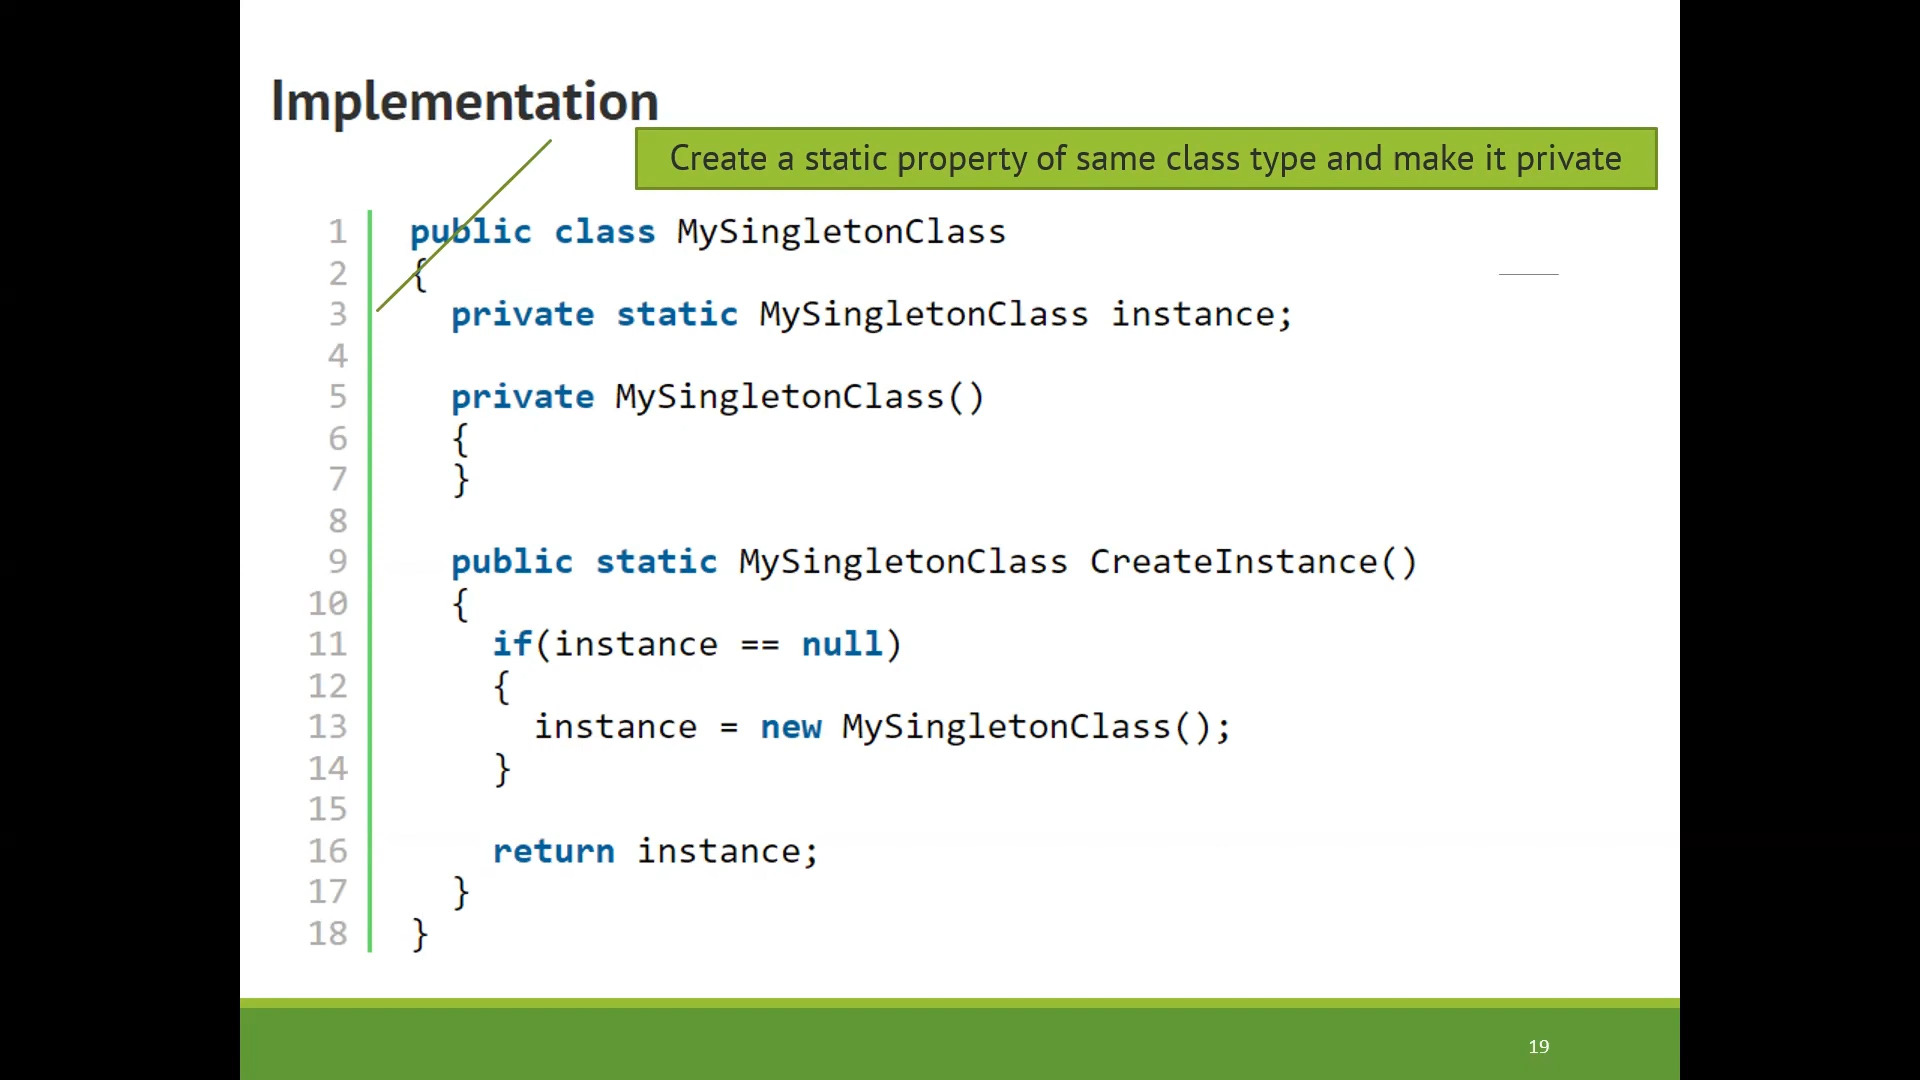 Implementation
Create a static property of same class type and make it private
1 public class MySingletonClass
2 {
3 private static MySingletonClass instance;
4
5 private MySingletonClass()
6 {
7 }
8
9 public static MySingletonClass CreateInstance()
10 {
11 if(instance == null)
12 {
13 instance = new MySingletonClass();
14 }
15
16 return instance;
17 }
18 }
19